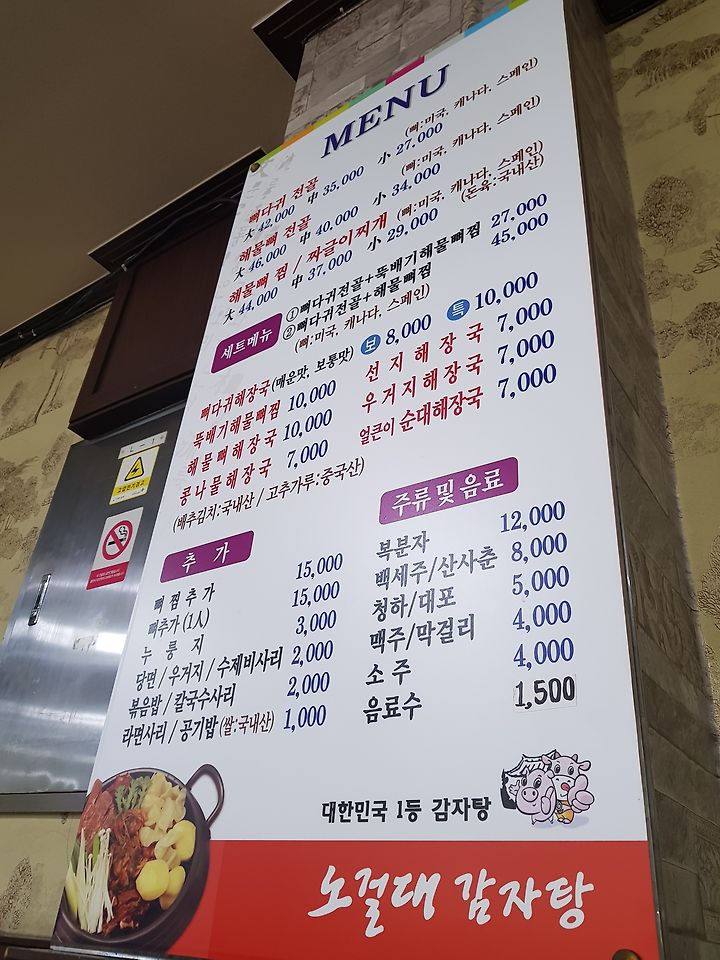 MENU
뼈다귀 전골 (뼈:미국, 캐나다, 스페인)
大 42,000 中 35,000 小 27,000
해물뼈 전골 (뼈:미국, 캐나다, 스페인)
大 46,000 中 40,000 小 34,000
해물뼈 찜 / 짜글이찌개 (뼈:미국, 캐나다, 스페인) (돈육:국내산)
大 44,000 中 37,000 小 29,000
세트메뉴
①뼈다귀전골+뚝배기해물뼈찜 27,000
②뼈다귀전골+해물뼈찜 45,000
(뼈:미국, 캐나다, 스페인)
뼈다귀해장국(매운맛, 보통맛) 보 8,000 특 10,000
뚝배기해물뼈찜 10,000
해물뼈해장국 10,000
콩나물해장국 7,000
선지해장국 7,000
우거지해장국 7,000
얼큰이 순대해장국 7,000
(배추김치:국내산 / 고추가루:중국산)
추 가
뼈찜추가 15,000
뼈추가(1人) 15,000
누룽지 3,000
당면 / 우거지 / 수제비사리 2,000
볶음밥 / 칼국수사리 2,000
라면사리 / 공기밥 (쌀:국내산) 1,000
주류 및 음료
복분자 12,000
백세주/산사춘 8,000
청하/대포 5,000
맥주/막걸리 4,000
소주 4,000
음료수 1,500
대한민국 1등 감자탕
노걸대 감자탕